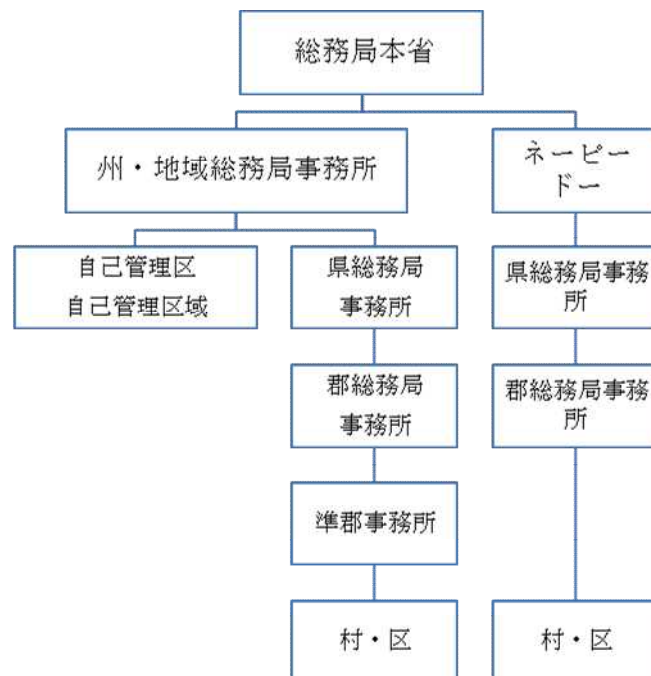 総務局本省
州・地域総務局事務所
ネーピー
ドー
自己管理区
自己管理区域
県総務局
事務所
県総務局事務
所
郡総務局
事務所
郡総務局事務
所
準郡事務所
村・区
村・区